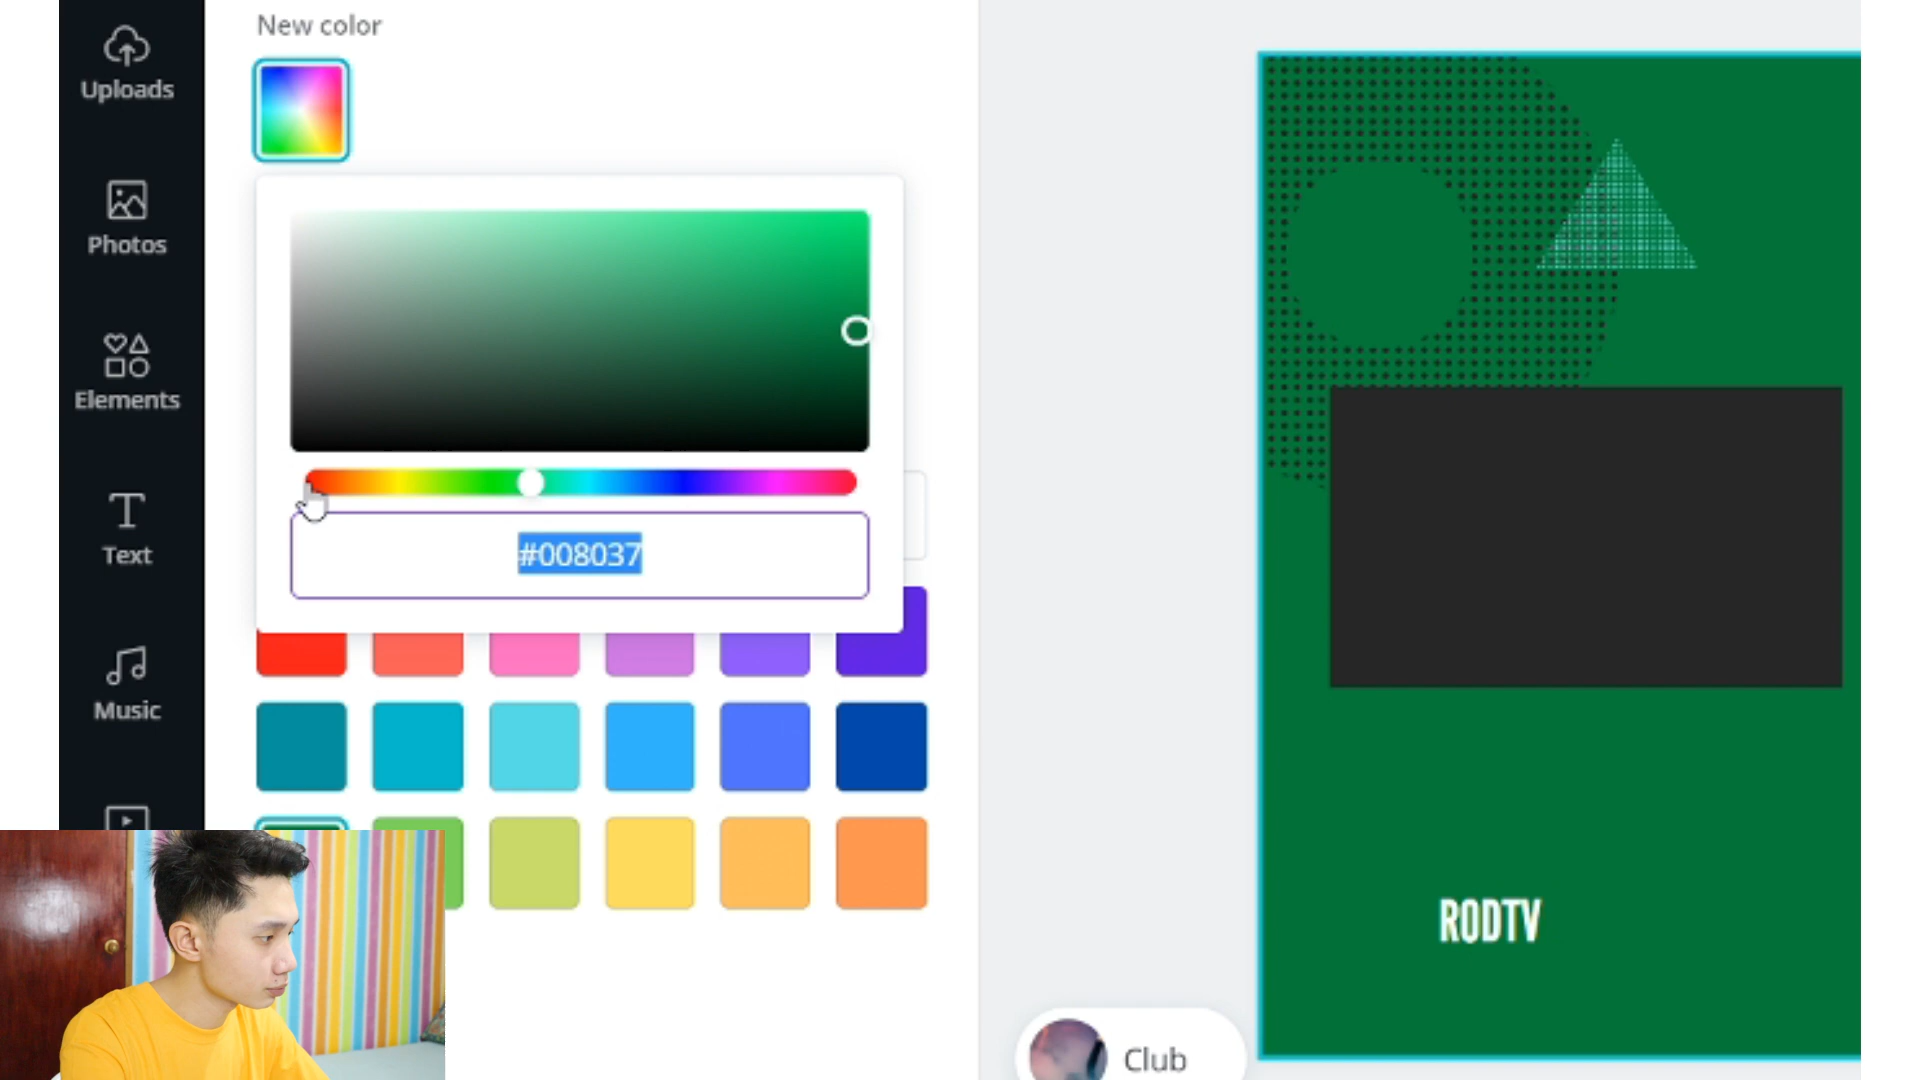 New color
Uploads
Photos
#008037
Elements
Text
Music
RODTV
Club